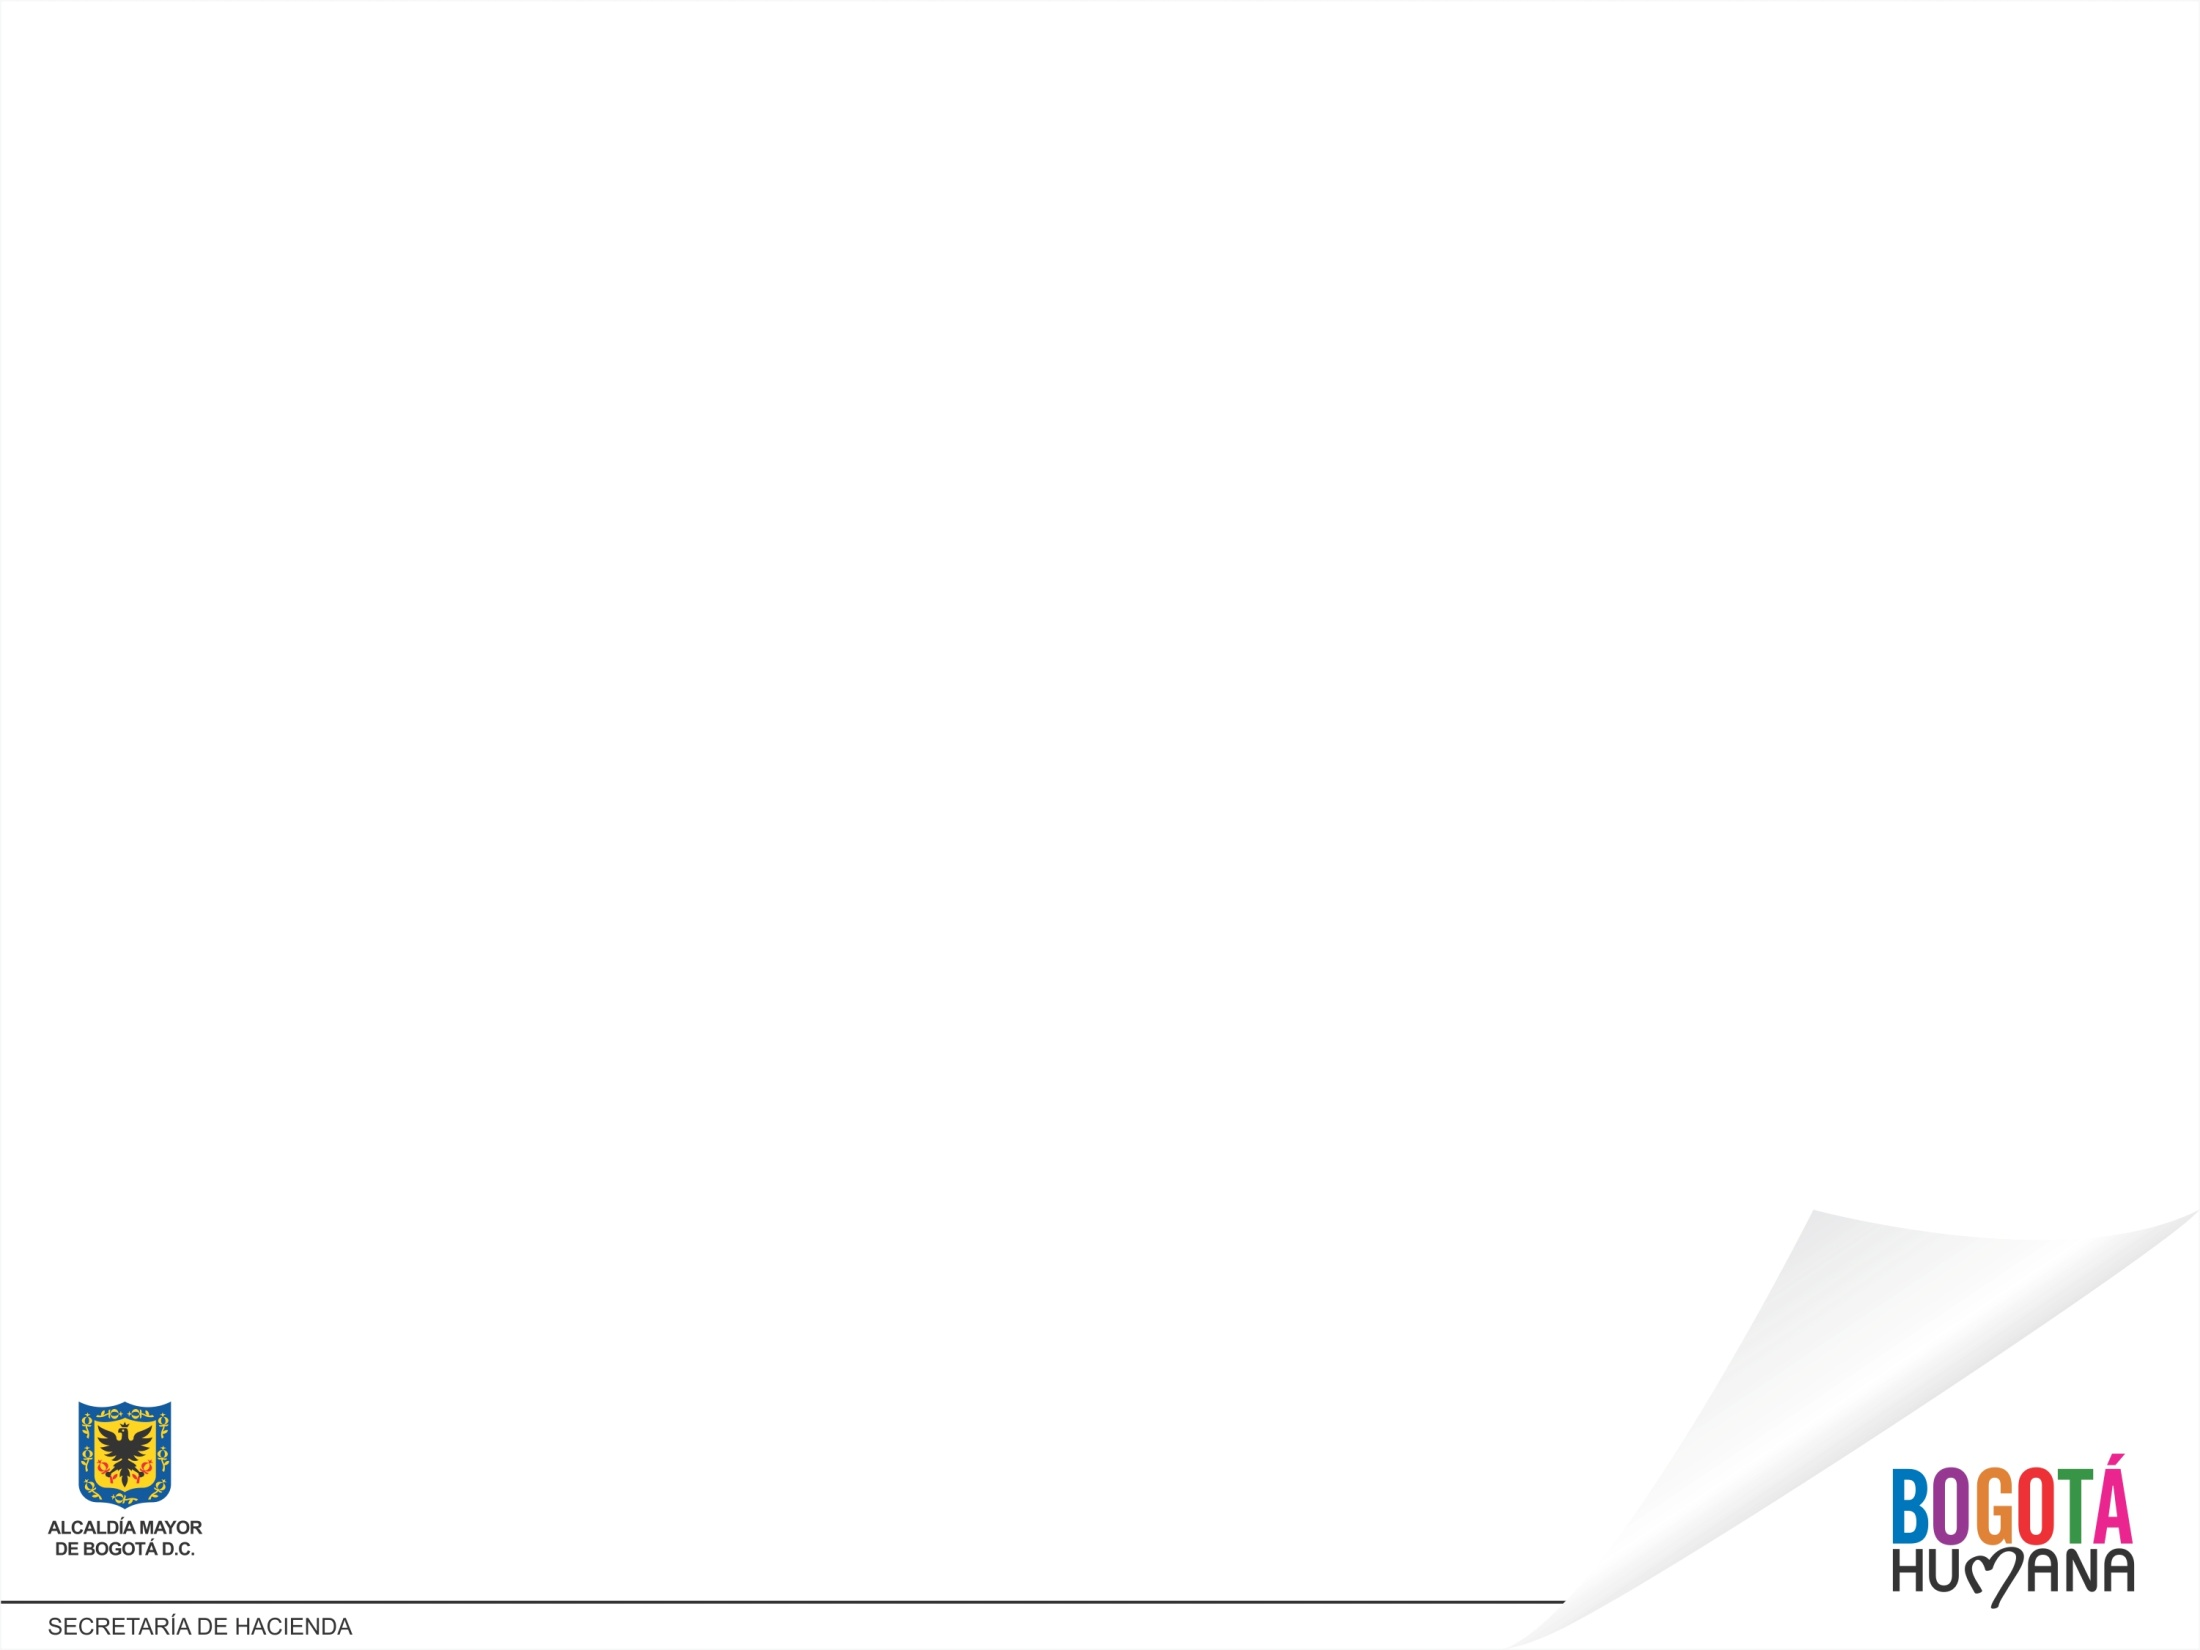 ALCALDÍA MAYOR
DE BOGOTÁ D.C.
BOGOTÁ
HUMANA
SECRETARÍA DE HACIENDA